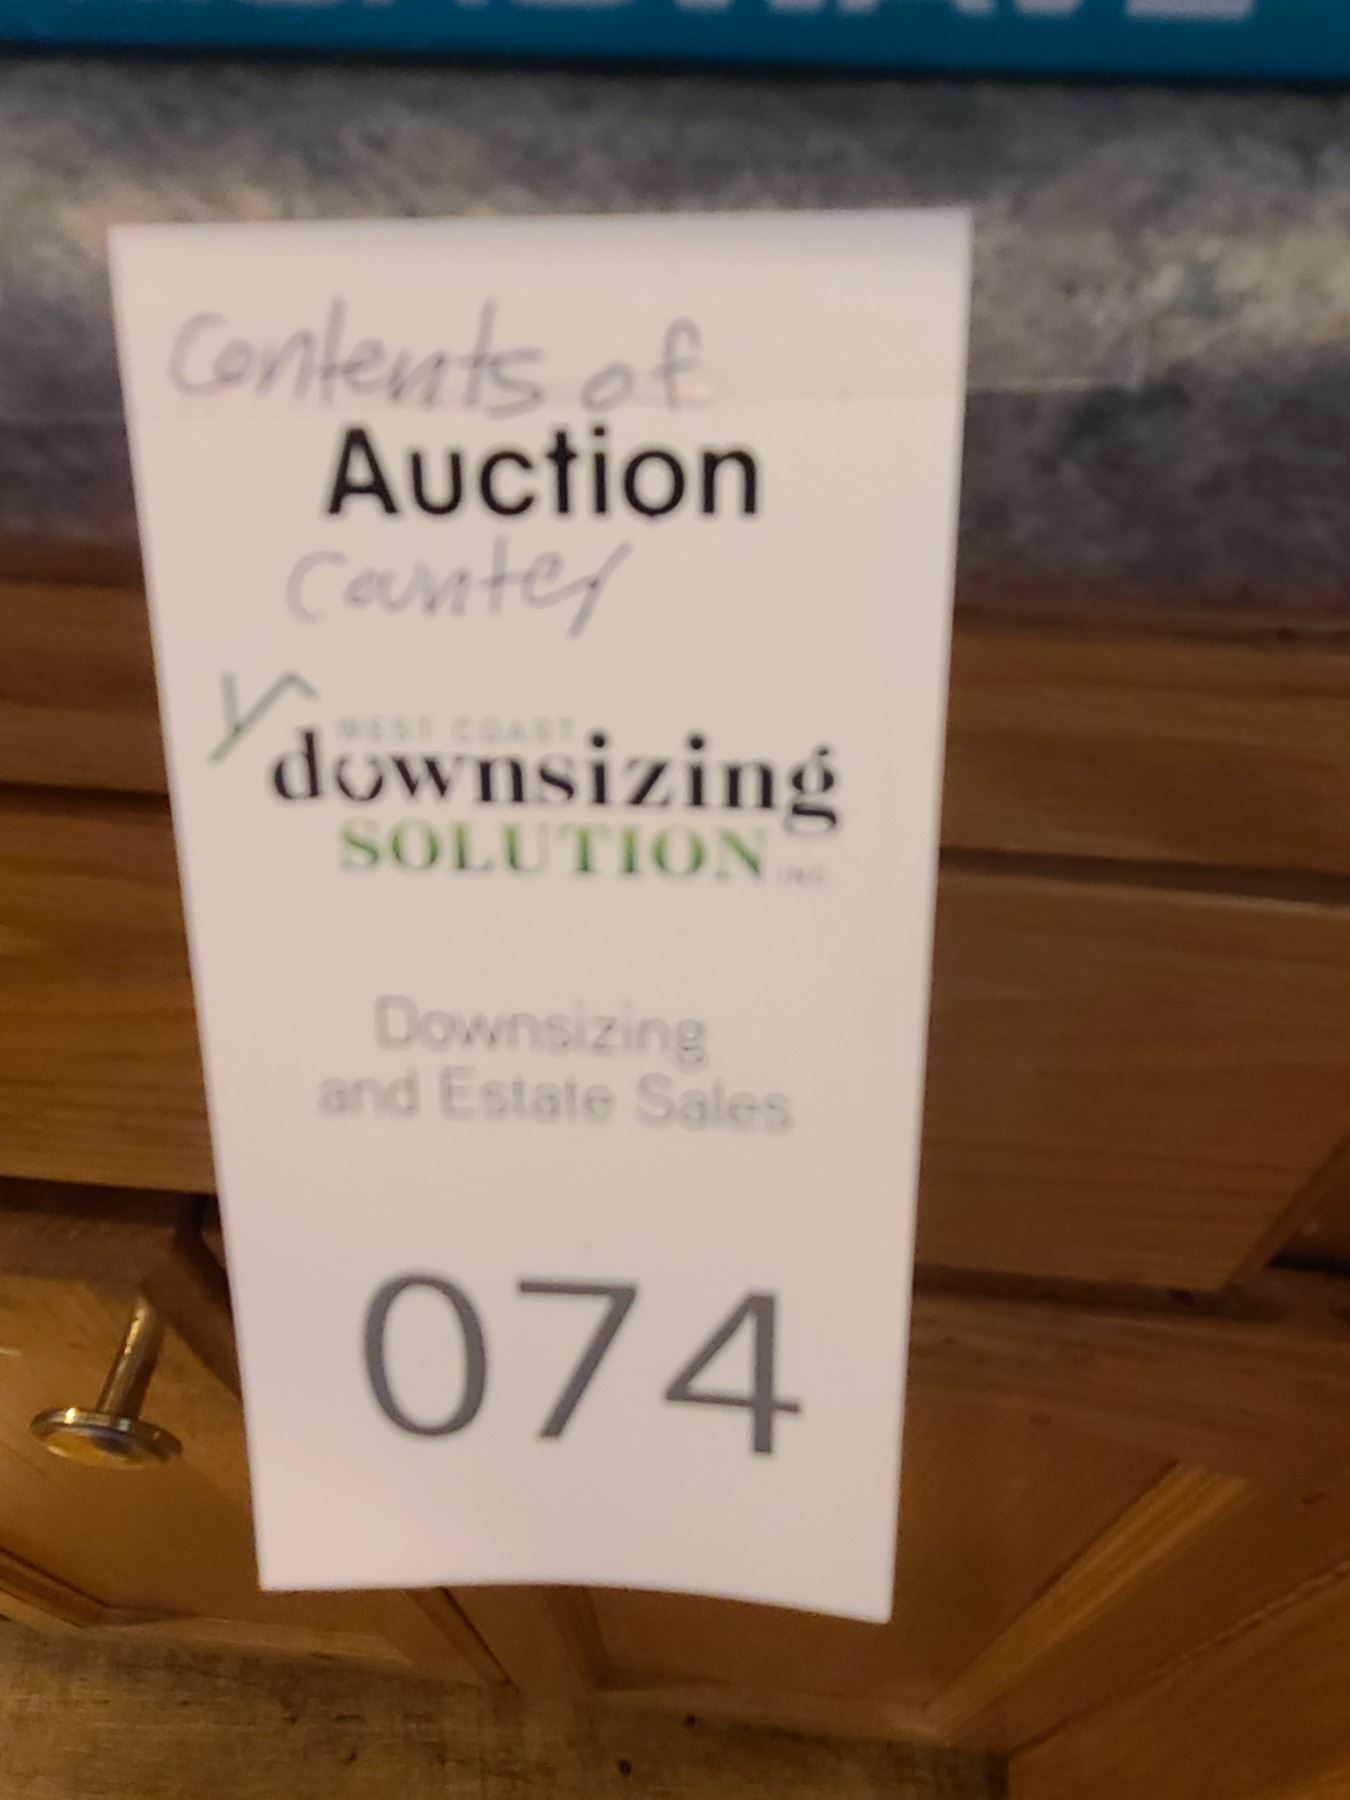 Contents of
Auction
Counter
WEST COAST
downsizing
SOLUTION INC
Downsizing
and Estate Sales
074